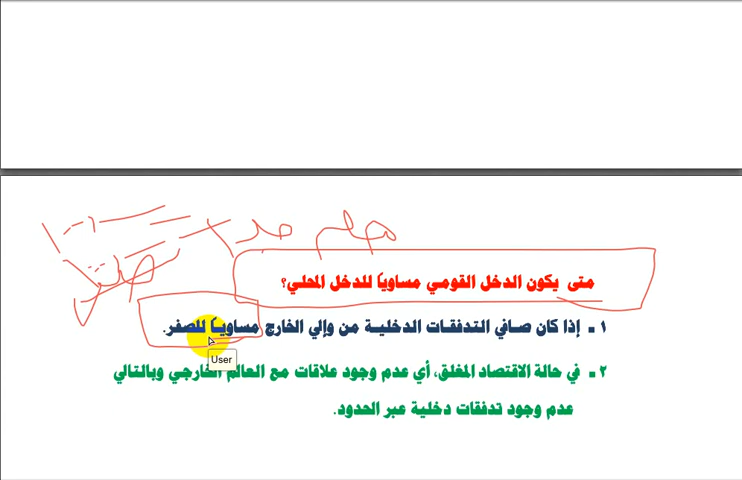 هام جدا
متى يكون الدخل القومي مساوياً للدخل المحلي؟
١ - إذا كان صافي التدفقات الدخلية من وإلي الخارج مساوياً للصفر.
User
٢ - في حالة الاقتصاد المغلق، أي عدم وجود علاقات مع العالم الخارجي وبالتالي
عدم وجود تدفقات دخلية عبر الحدود.